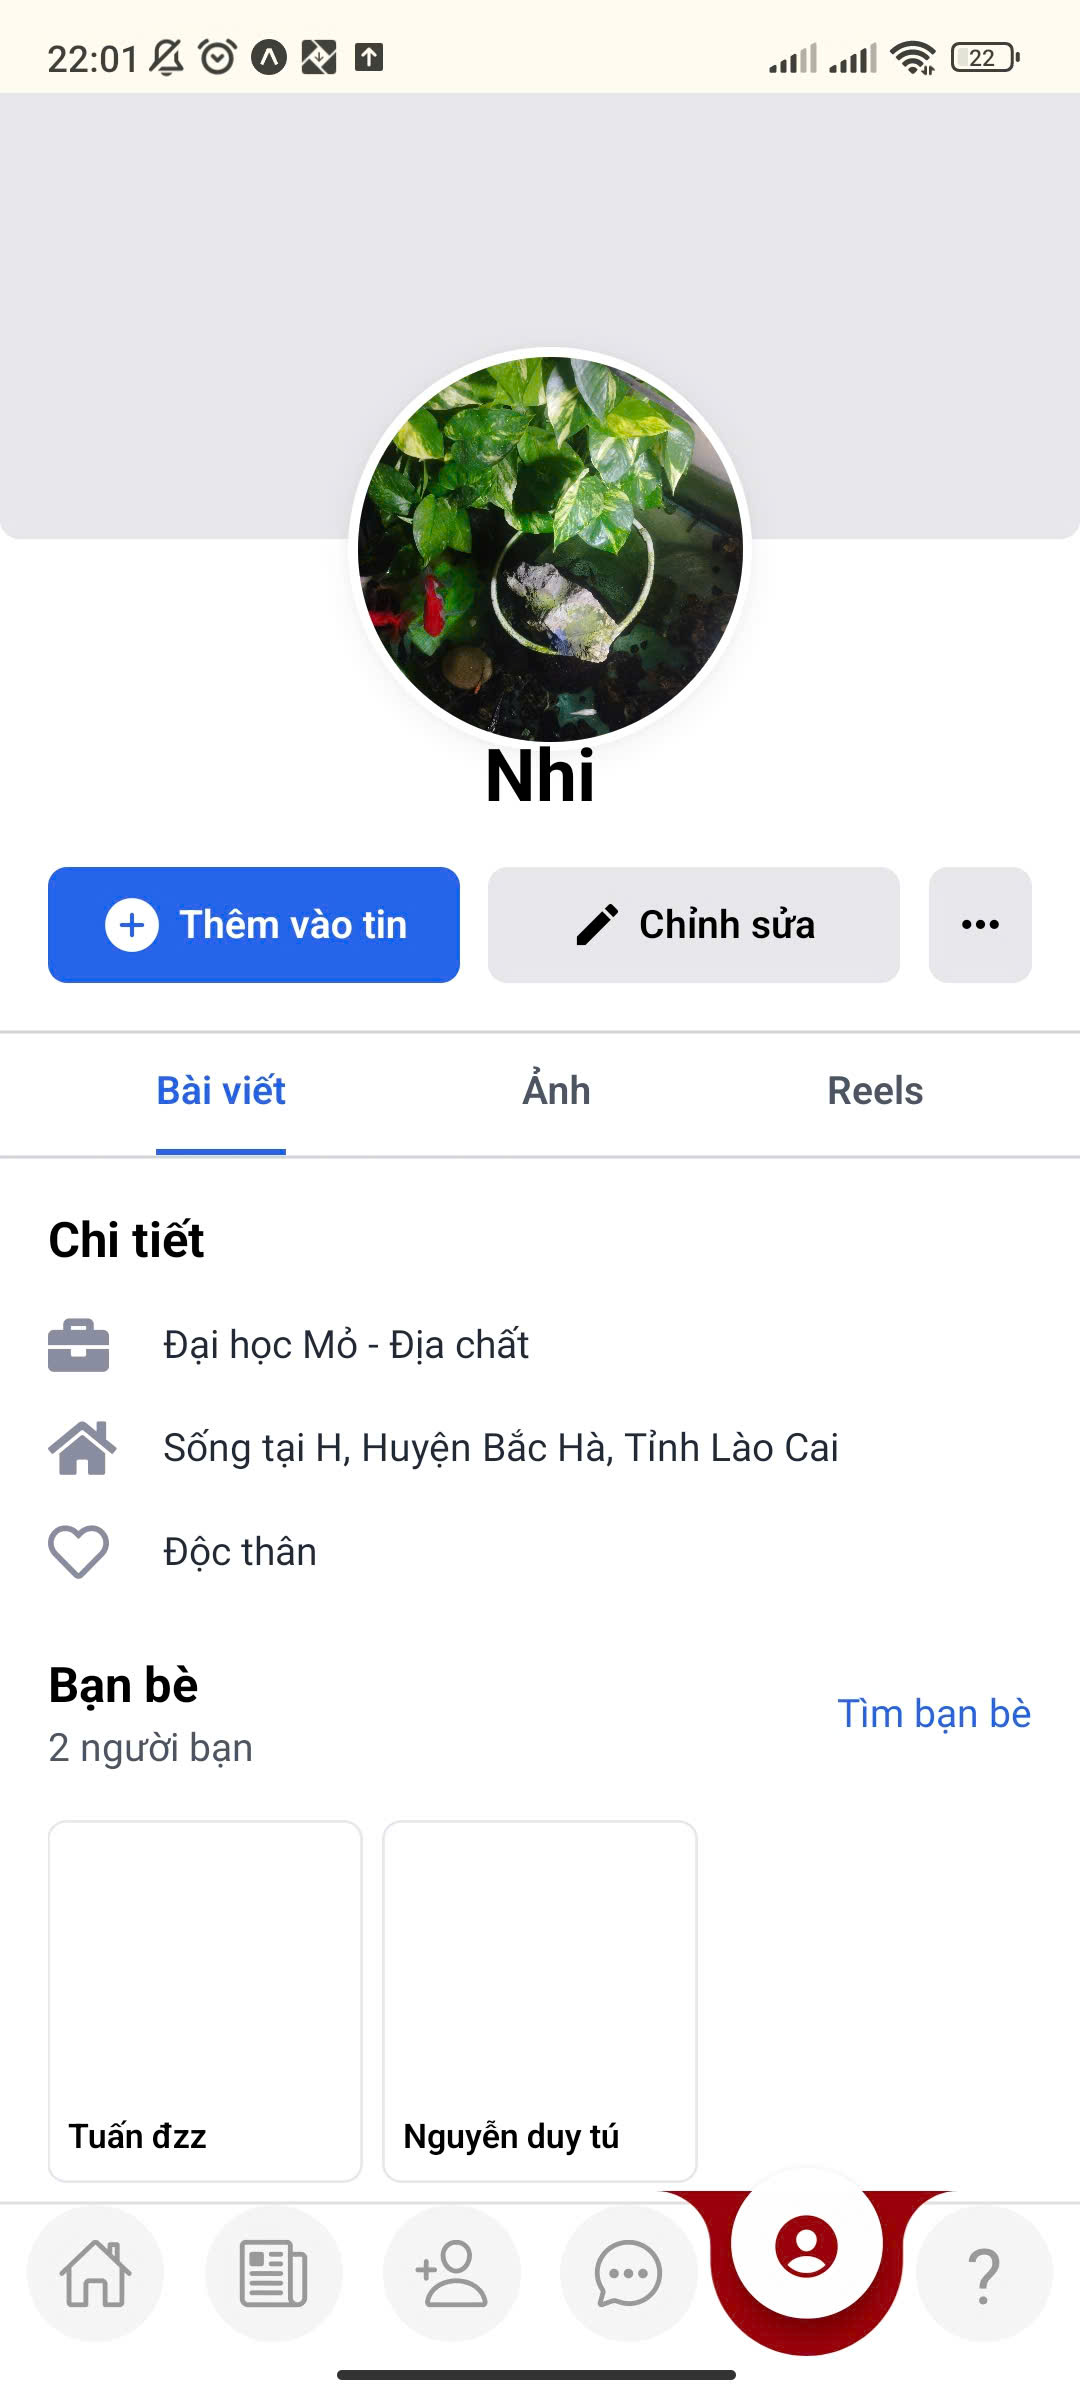 22:01
22
Nhi
Thêm vào tin
Chỉnh sửa
Bài viết
Ảnh
Reels
Chi tiết
Đại học Mỏ - Địa chất
Sống tại H, Huyện Bắc Hà, Tỉnh Lào Cai
Độc thân
Bạn bè
Tìm bạn bè
2 người bạn
Tuấn đzz
Nguyễn duy tú